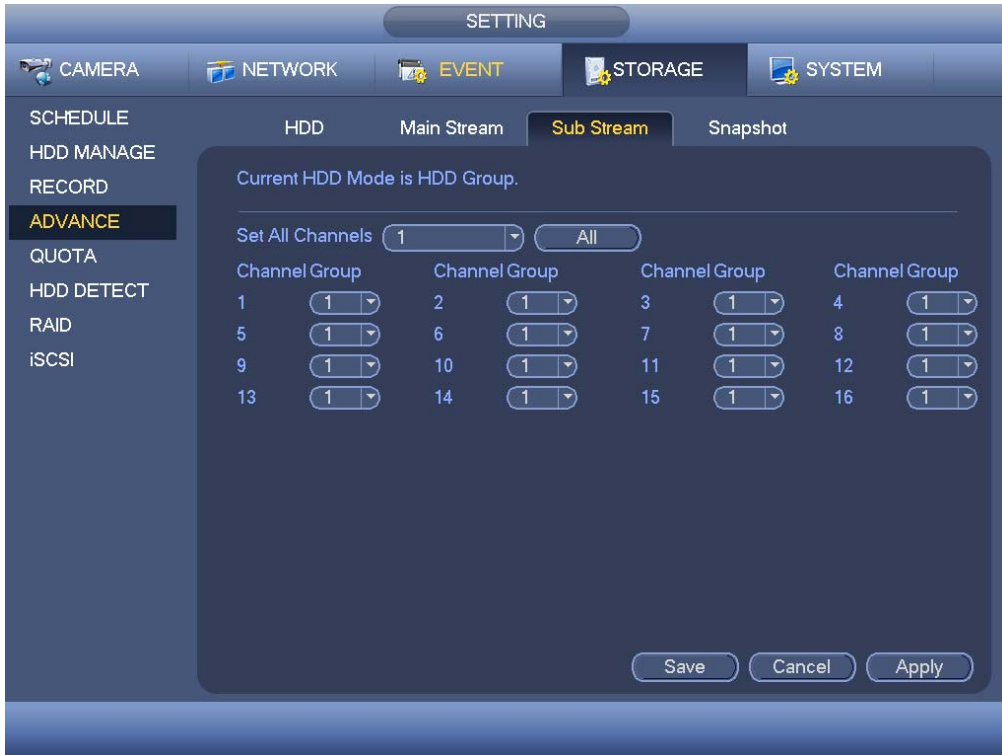 SETTING
CAMERA NETWORK EVENT STORAGE SYSTEM
SCHEDULE
HDD MANAGE
RECORD
ADVANCE
QUOTA
HDD DETECT
RAID
iSCSI
HDD Main Stream Sub Stream Snapshot
Current HDD Mode is HDD Group.
Set All Channels 1 All
Channel Group Channel Group Channel Group Channel Group
1 1 2 1 3 1 4 1
5 1 6 1 7 1 8 1
9 1 10 1 11 1 12 1
13 1 14 1 15 1 16 1
Save Cancel Apply